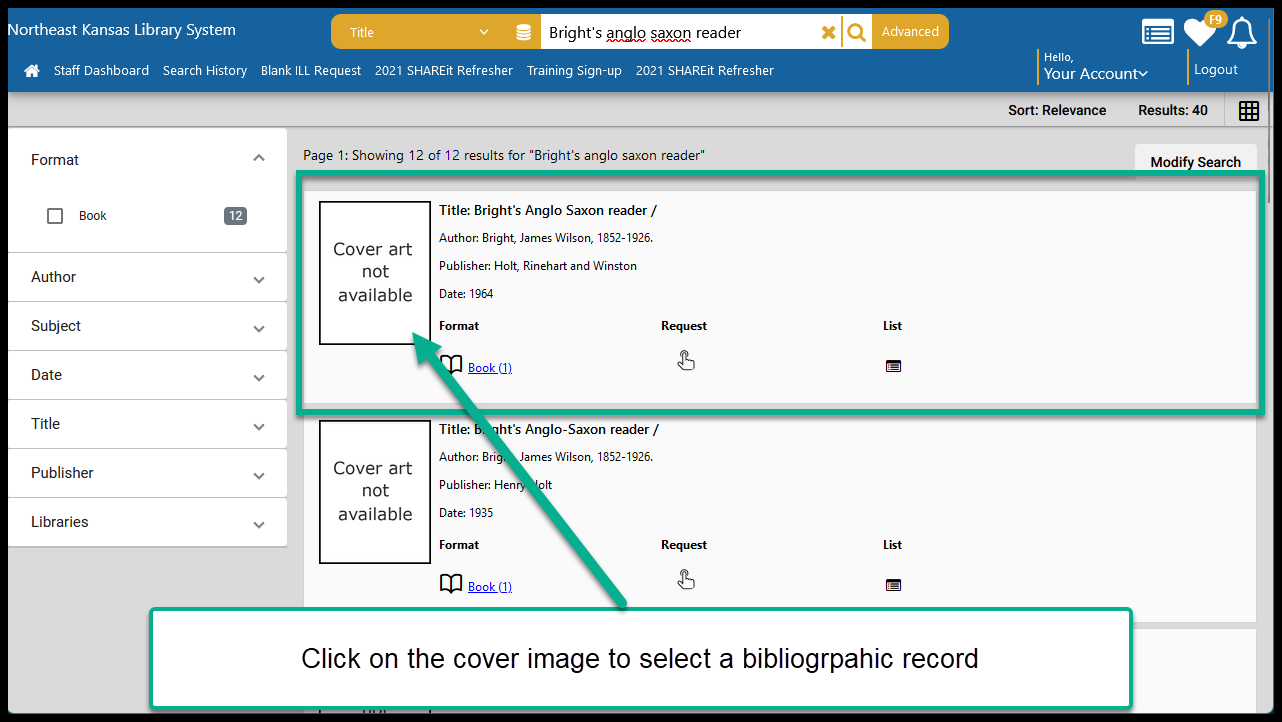 Northeast Kansas Library System
Title
Bright's anglo saxon reader
Advanced
F9
Staff Dashboard Search History Blank ILL Request 2021 SHAREit Refresher Training Sign-up 2021 SHAREit Refresher
Hello,
Your Account
Logout
Sort: Relevance Results: 40
Format
Book 12
Author
Subject
Date
Title
Publisher
Libraries
Page 1: Showing 12 of 12 results for "Bright's anglo saxon reader"
Modify Search
Cover art
not
available
Title: Bright's Anglo Saxon reader /
Author: Bright, James Wilson, 1852-1926.
Publisher: Holt, Rinehart and Winston
Date: 1964
Format Request List
Book (1)
Cover art
not
available
Title: Bright's Anglo-Saxon reader /
Author: Bright, James Wilson, 1852-1926.
Publisher: Henry Holt
Date: 1935
Format Request List
Book (1)
Click on the cover image to select a bibliogrpahic record